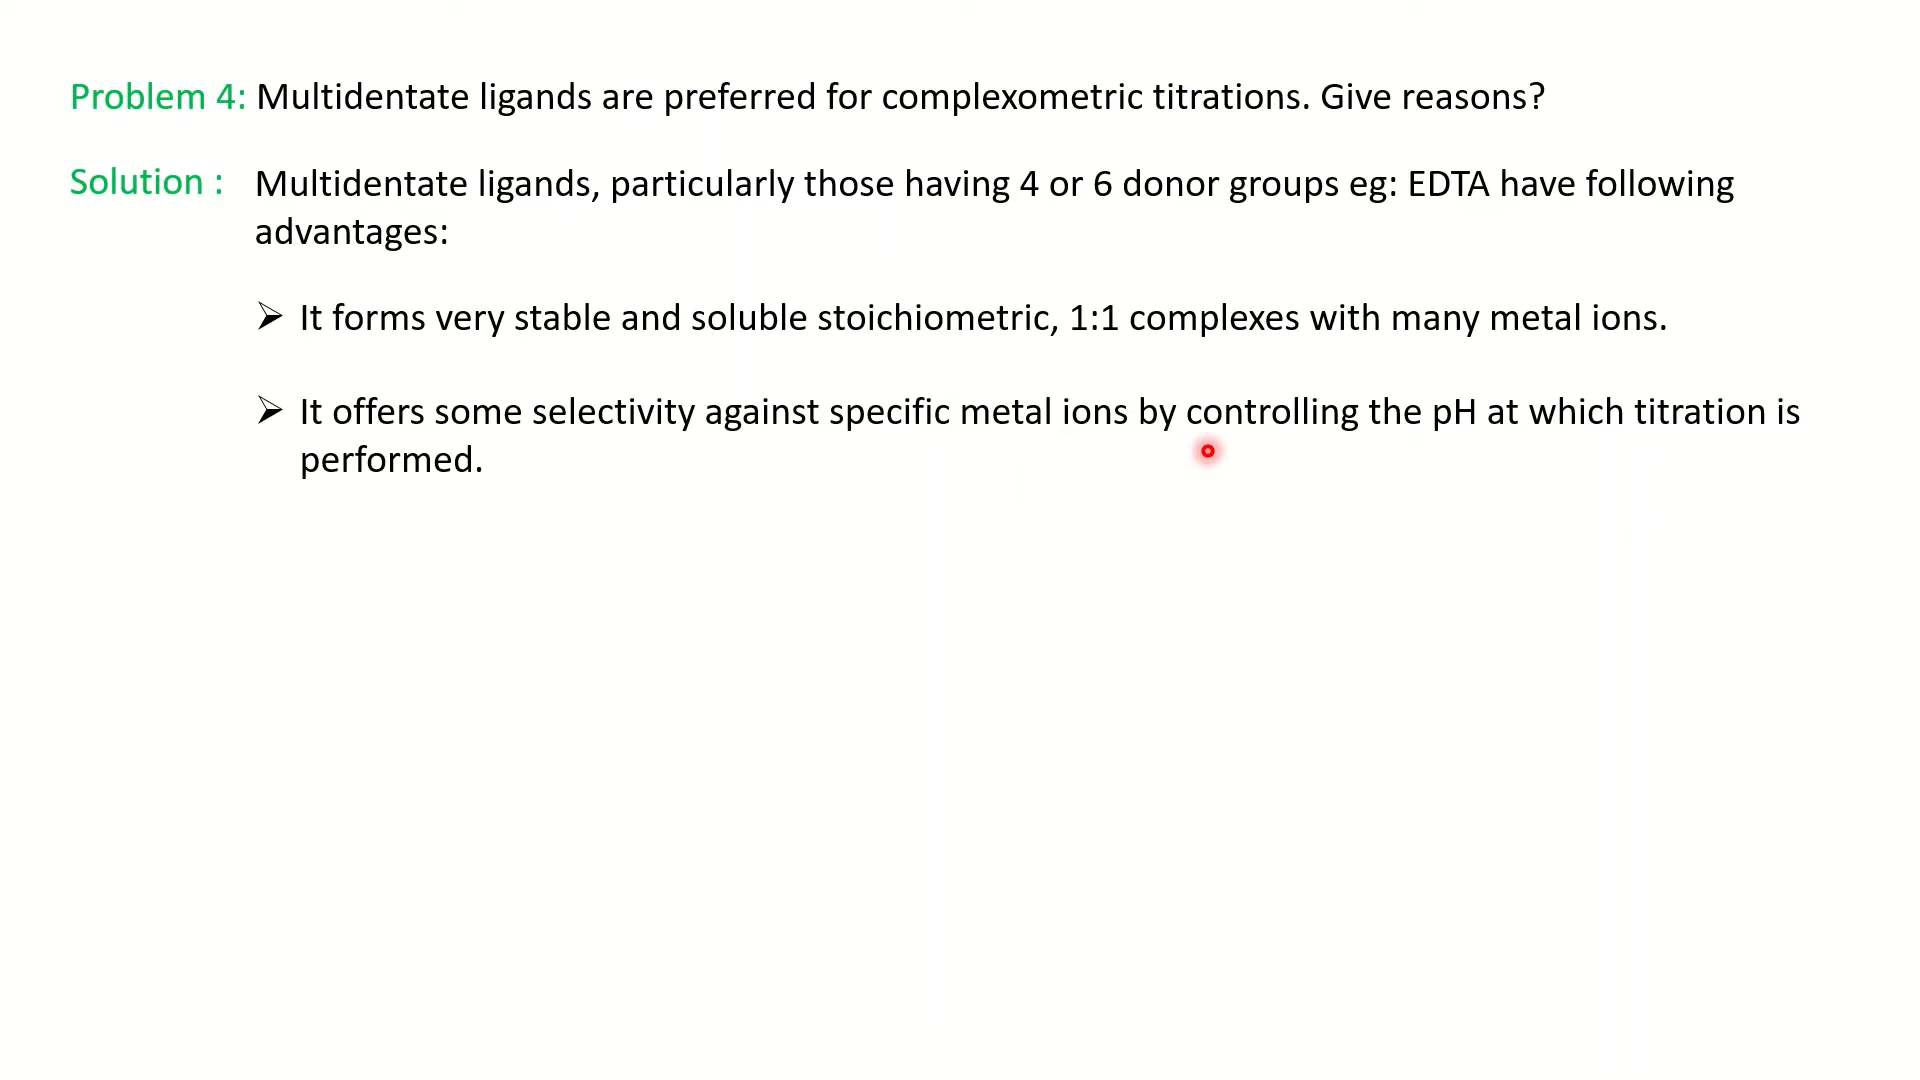 Problem 4: Multidentate ligands are preferred for complexometric titrations. Give reasons?
Solution : Multidentate ligands, particularly those having 4 or 6 donor groups eg: EDTA have following
advantages:
➢ It forms very stable and soluble stoichiometric, 1:1 complexes with many metal ions.
➢ It offers some selectivity against specific metal ions by controlling the pH at which titration is
performed.